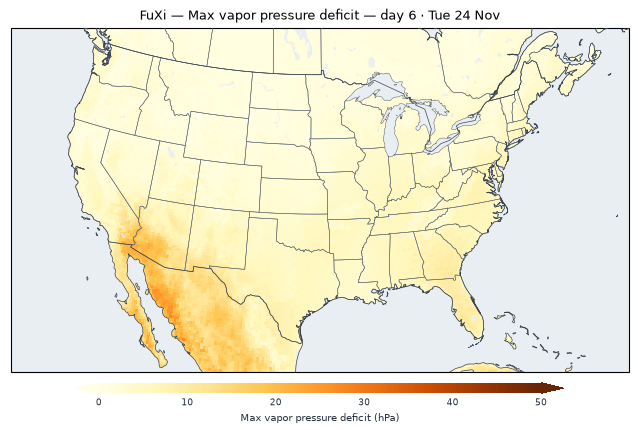 FuXi — Max vapor pressure deficit — day 6 · Tue 24 Nov
0 10 20 30 40 50
Max vapor pressure deficit (hPa)